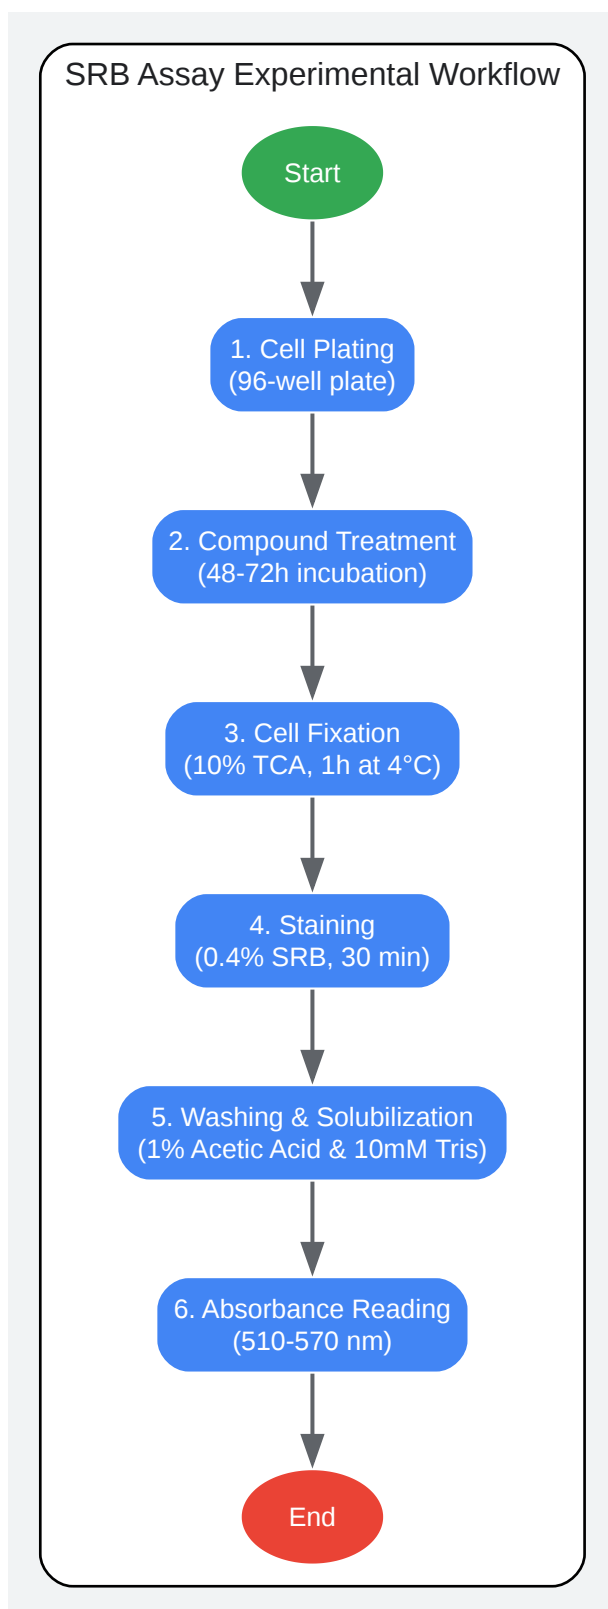 SRB Assay Experimental Workflow
Start
1. Cell Plating
(96-well plate)
2. Compound Treatment
(48-72h incubation)
3. Cell Fixation
(10% TCA, 1h at 4°C)
4. Staining
(0.4% SRB, 30 min)
5. Washing & Solubilization
(1% Acetic Acid & 10mM Tris)
6. Absorbance Reading
(510-570 nm)
End